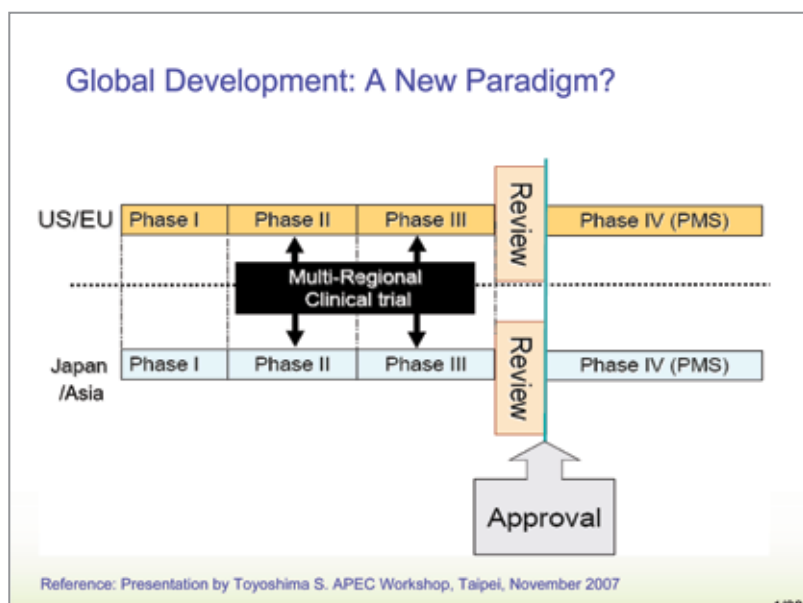 Global Development: A New Paradigm?
US/EU
Phase I
Phase II
Phase III
Review
Phase IV (PMS)
Multi-Regional
Clinical trial
Japan
/Asia
Phase I
Phase II
Phase III
Review
Phase IV (PMS)
Approval
Reference: Presentation by Toyoshima S. APEC Workshop, Taipei, November 2007